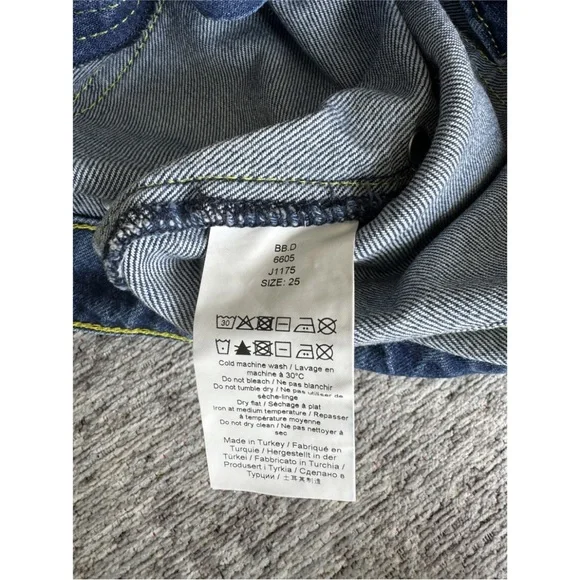 BB.D
6605
J1175
SIZE: 25
30
Cold machine wash / Lavage en
machine à 30°C
Do not bleach / Ne pas blanchir
Do not tumble dry / Ne pas utiliser de
sèche-linge
Dry flat / Séchage à plat
Iron at medium temperature / Repasser
à température moyenne
Do not dry clean / Ne pas nettoyer à
sec
Made in Turkey / Fabriqué en
Turquie / Hergestellt in der
Türkei / Fabbricato in Turchia /
Produsert i Tyrkia / Сделано в
Турции / 土耳其制造